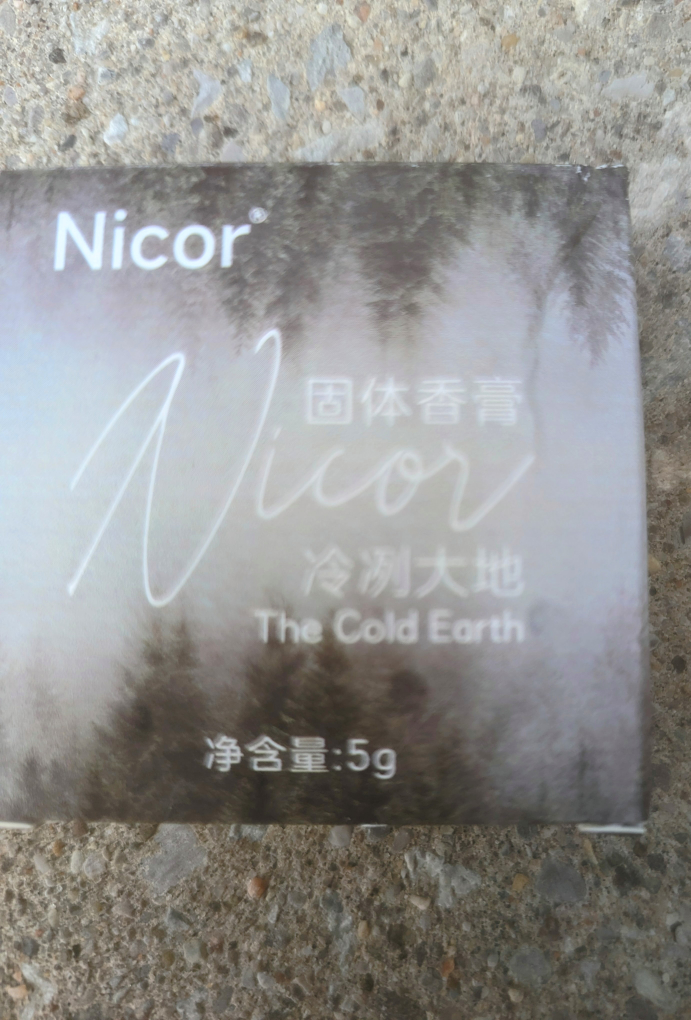 Nicor®
固体香膏
Nicor
冷冽大地
The Cold Earth
净含量:5g